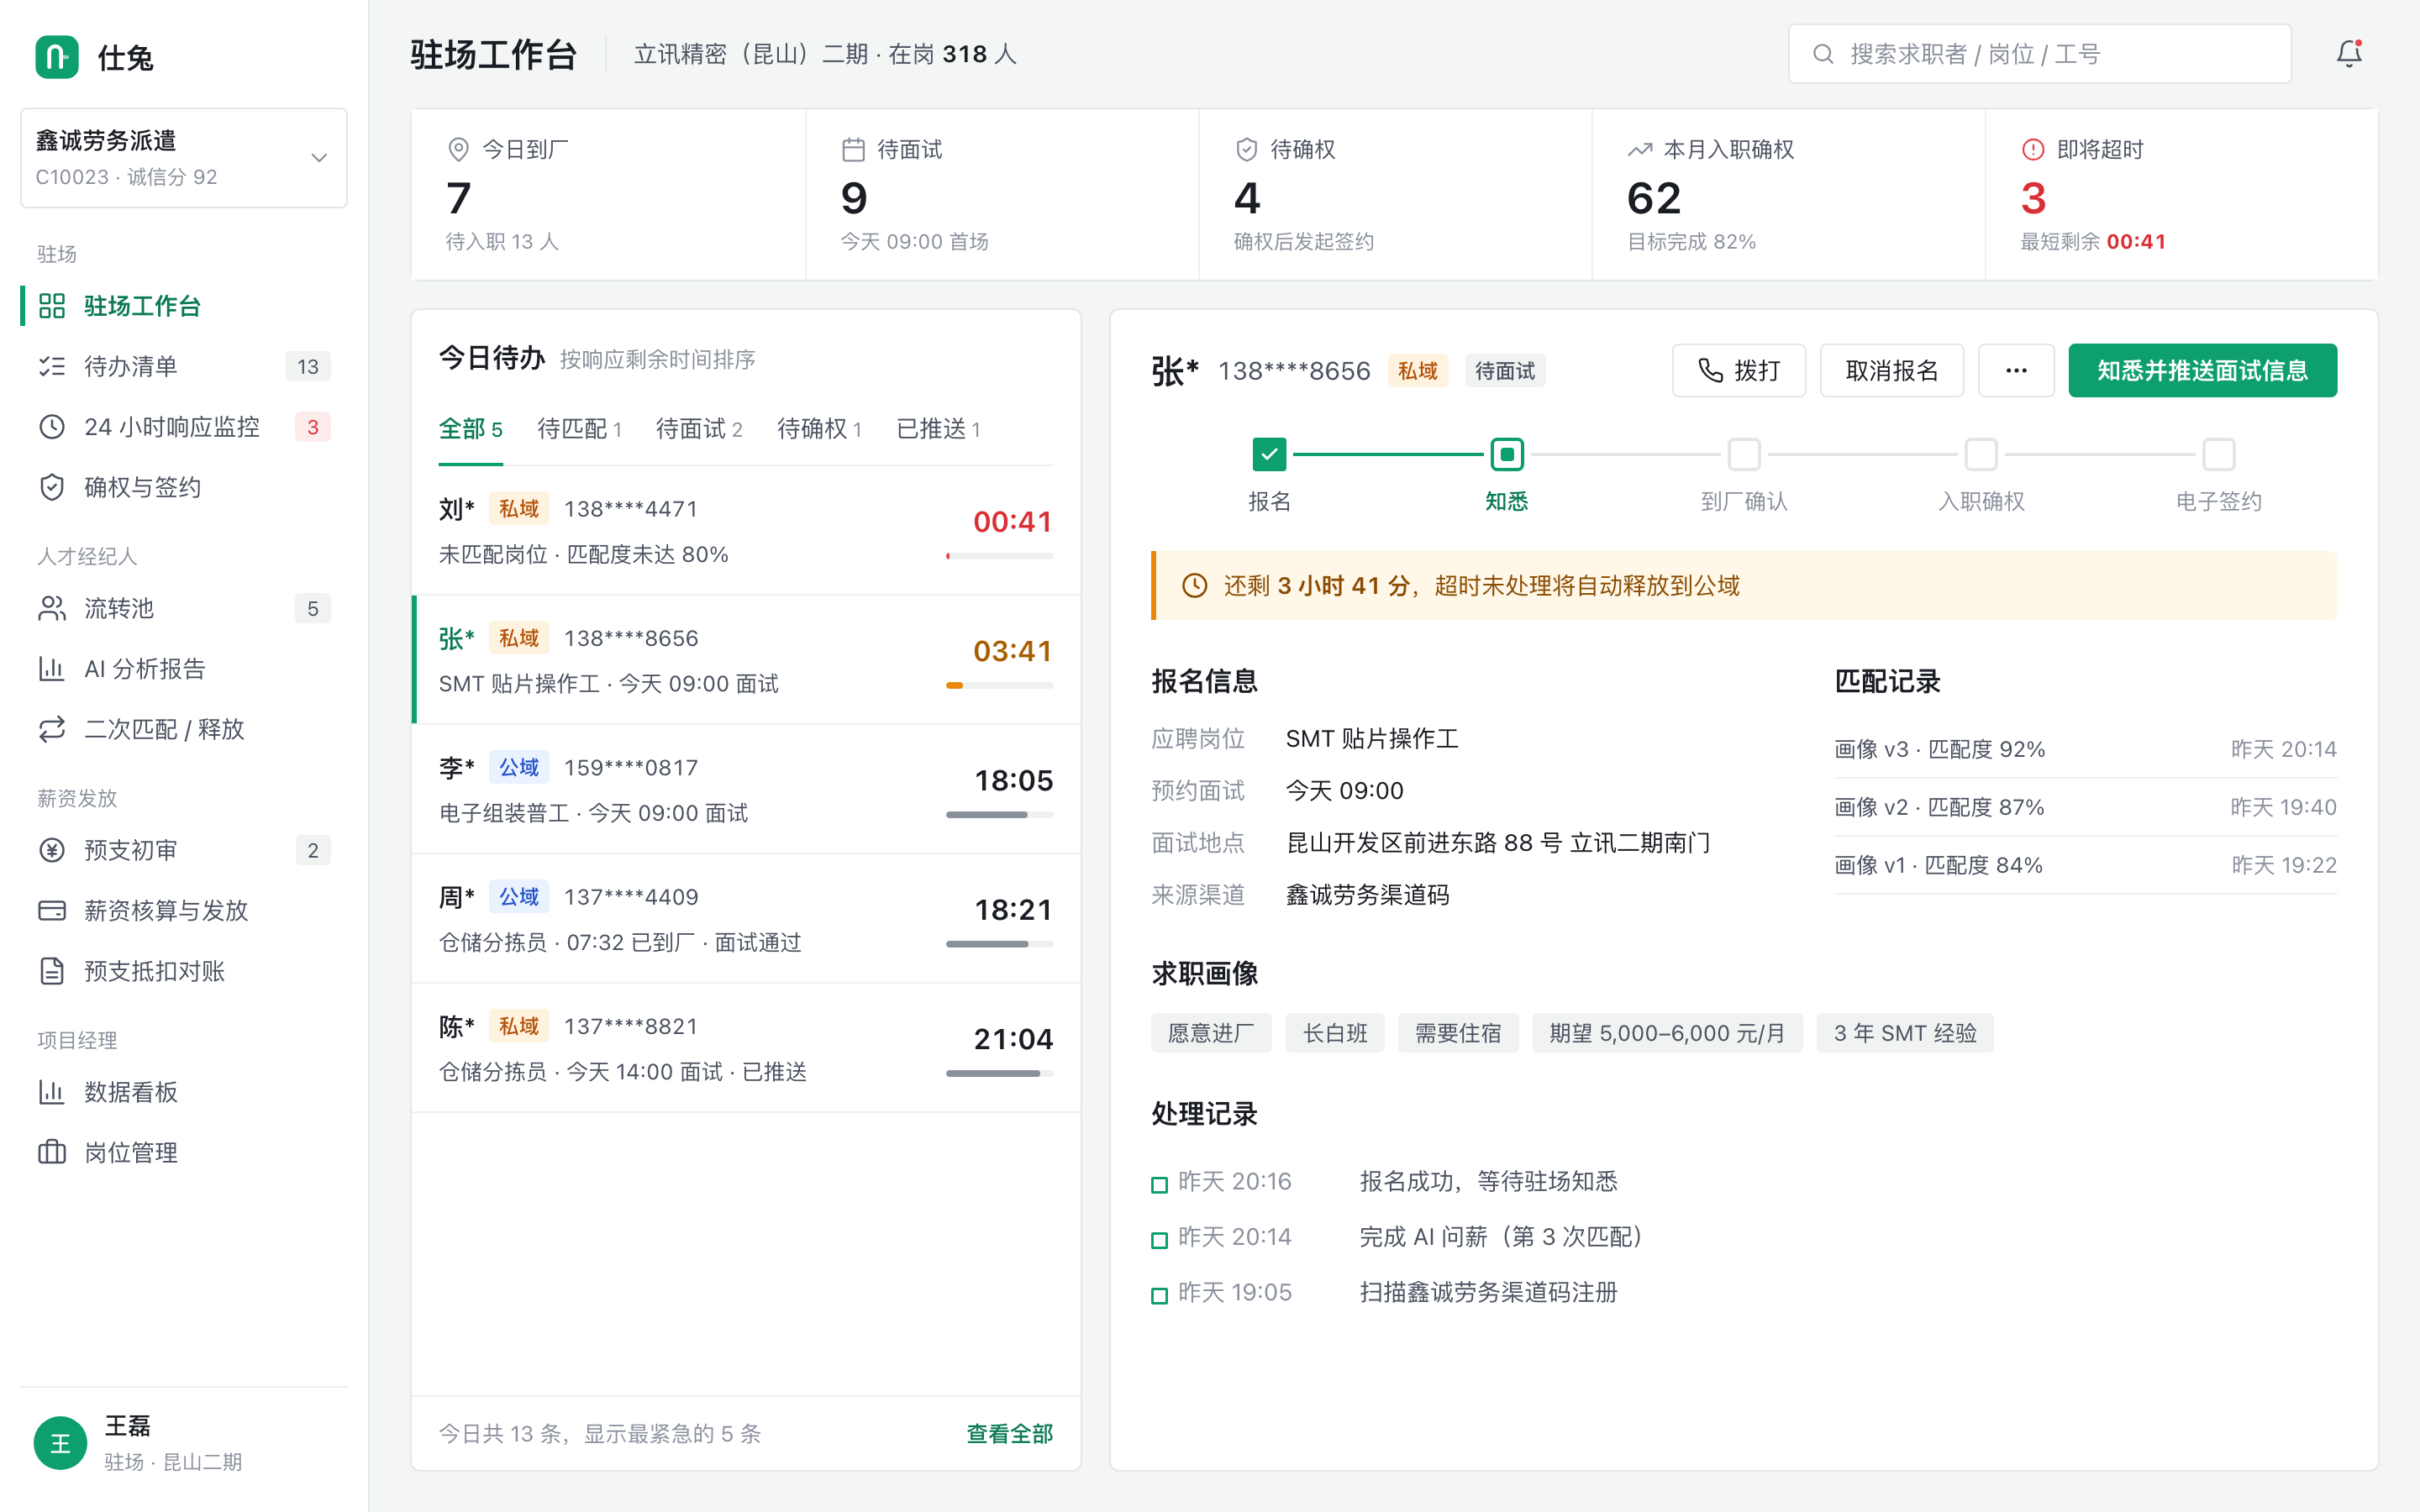 仕兔
鑫诚劳务派遣
C10023 · 诚信分 92
驻场
驻场工作台
待办清单 13
24 小时响应监控 3
确权与签约
人才经纪人
流转池 5
AI 分析报告
二次匹配 / 释放
薪资发放
预支初审 2
薪资核算与发放
预支抵扣对账
项目经理
数据看板
岗位管理
王
王磊
驻场 · 昆山二期
驻场工作台 立讯精密（昆山）二期 · 在岗 318 人
搜索求职者 / 岗位 / 工号
今日到厂
7
待入职 13 人
待面试
9
今天 09:00 首场
待确权
4
确权后发起签约
本月入职确权
62
目标完成 82%
即将超时
3
最短剩余 00:41
今日待办 按响应剩余时间排序
全部 5 待匹配 1 待面试 2 待确权 1 已推送 1
刘* 私域 138****4471 00:41
未匹配岗位 · 匹配度未达 80%
张* 私域 138****8656 03:41
SMT 贴片操作工 · 今天 09:00 面试
李* 公域 159****0817 18:05
电子组装普工 · 今天 09:00 面试
周* 公域 137****4409 18:21
仓储分拣员 · 07:32 已到厂 · 面试通过
陈* 私域 137****8821 21:04
仓储分拣员 · 今天 14:00 面试 · 已推送
今日共 13 条，显示最紧急的 5 条 查看全部
张* 138****8656 私域 待面试 拨打 取消报名 ··· 知悉并推送面试信息
报名 知悉 到厂确认 入职确权 电子签约
还剩 3 小时 41 分，超时未处理将自动释放到公域
报名信息
应聘岗位 SMT 贴片操作工
预约面试 今天 09:00
面试地点 昆山开发区前进东路 88 号 立讯二期南门
来源渠道 鑫诚劳务渠道码
匹配记录
画像 v3 · 匹配度 92% 昨天 20:14
画像 v2 · 匹配度 87% 昨天 19:40
画像 v1 · 匹配度 84% 昨天 19:22
求职画像
愿意进厂 长白班 需要住宿 期望 5,000–6,000 元/月 3 年 SMT 经验
处理记录
昨天 20:16 报名成功，等待驻场知悉
昨天 20:14 完成 AI 问薪（第 3 次匹配）
昨天 19:05 扫描鑫诚劳务渠道码注册